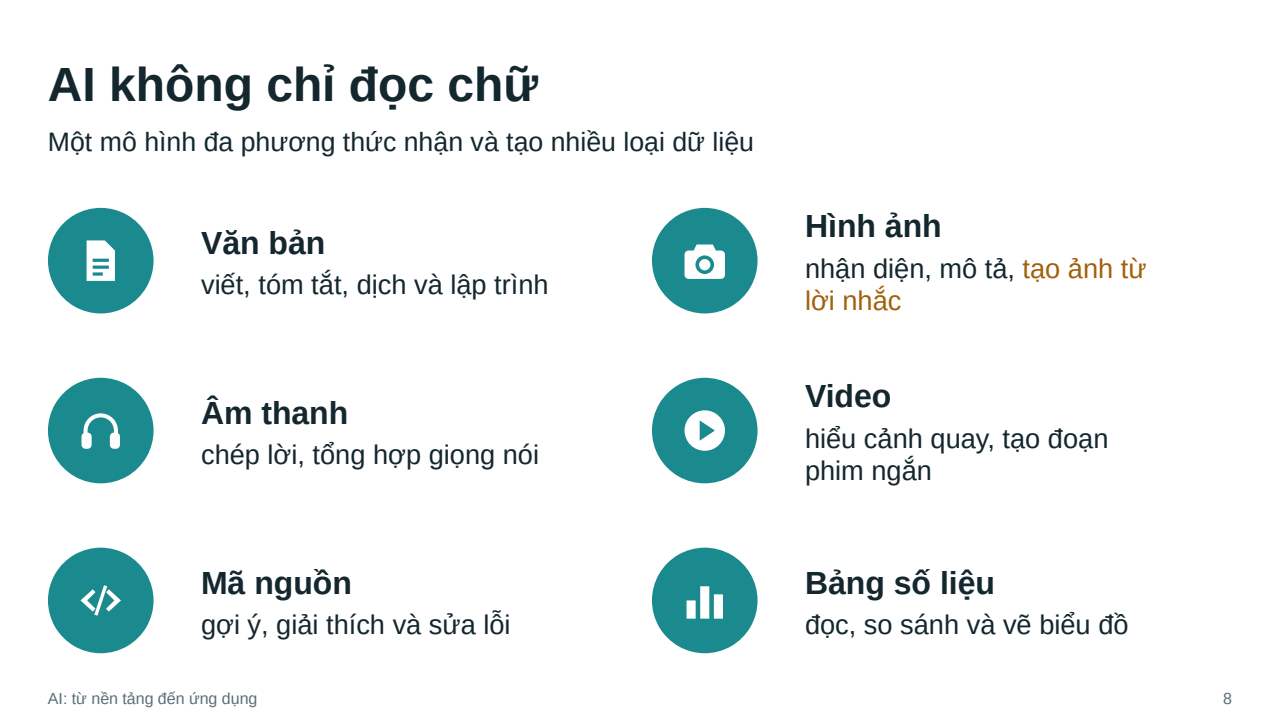 AI không chỉ đọc chữ
Một mô hình đa phương thức nhận và tạo nhiều loại dữ liệu
Văn bản
viết, tóm tắt, dịch và lập trình
Hình ảnh
nhận diện, mô tả, tạo ảnh từ
lời nhắc
Âm thanh
chép lời, tổng hợp giọng nói
Video
hiểu cảnh quay, tạo đoạn
phim ngắn
Mã nguồn
gợi ý, giải thích và sửa lỗi
Bảng số liệu
đọc, so sánh và vẽ biểu đồ
AI: từ nền tảng đến ứng dụng
8